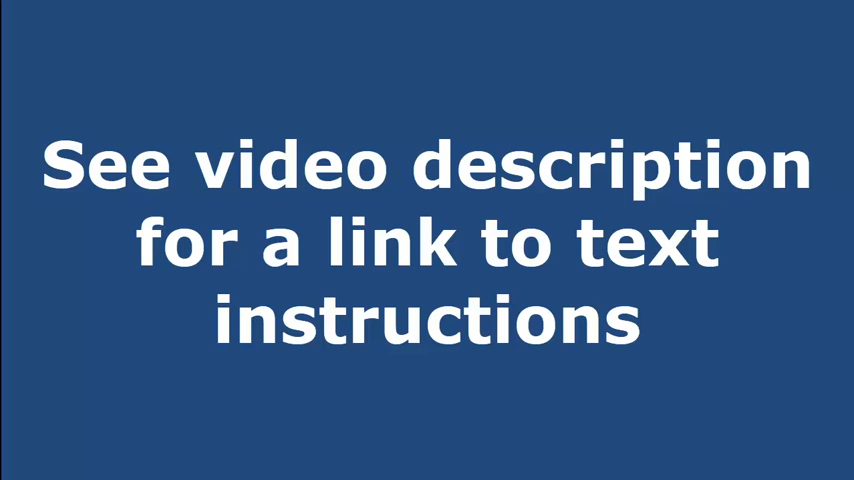 See video description
for a link to text
instructions